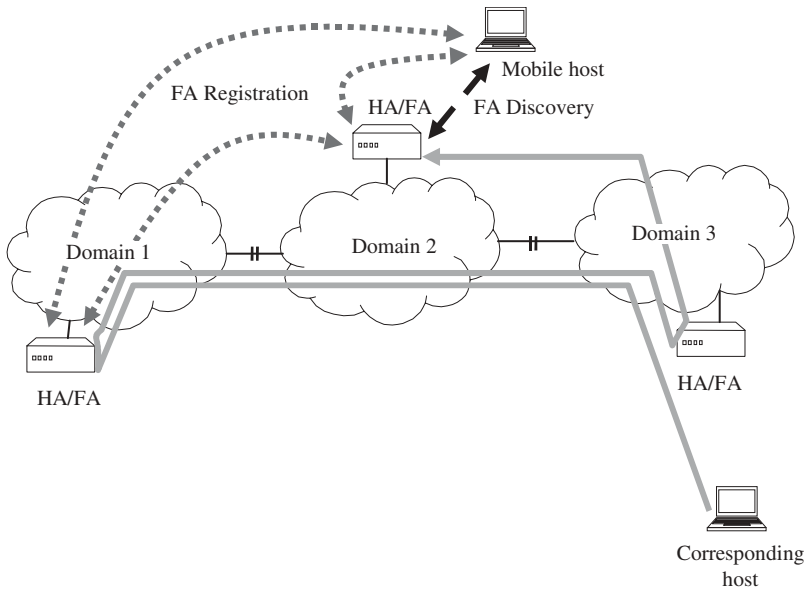 Mobile host
FA Registration
HA/FA
FA Discovery
Domain 1
Domain 2
Domain 3
HA/FA
HA/FA
Corresponding
host